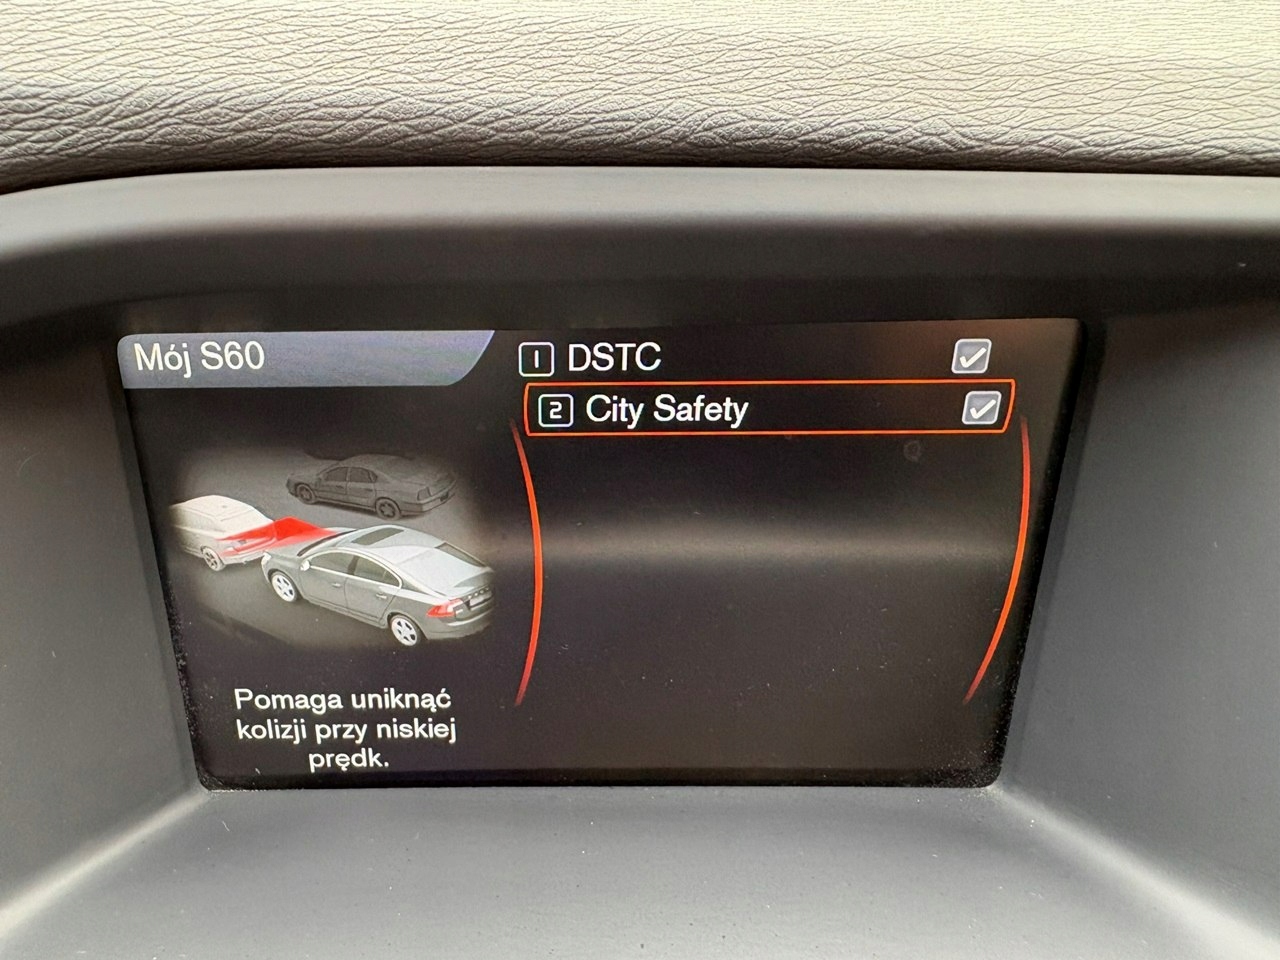 Mój S60
1 DSTC
2 City Safety
Pomaga uniknąć
kolizji przy niskiej
prędk.